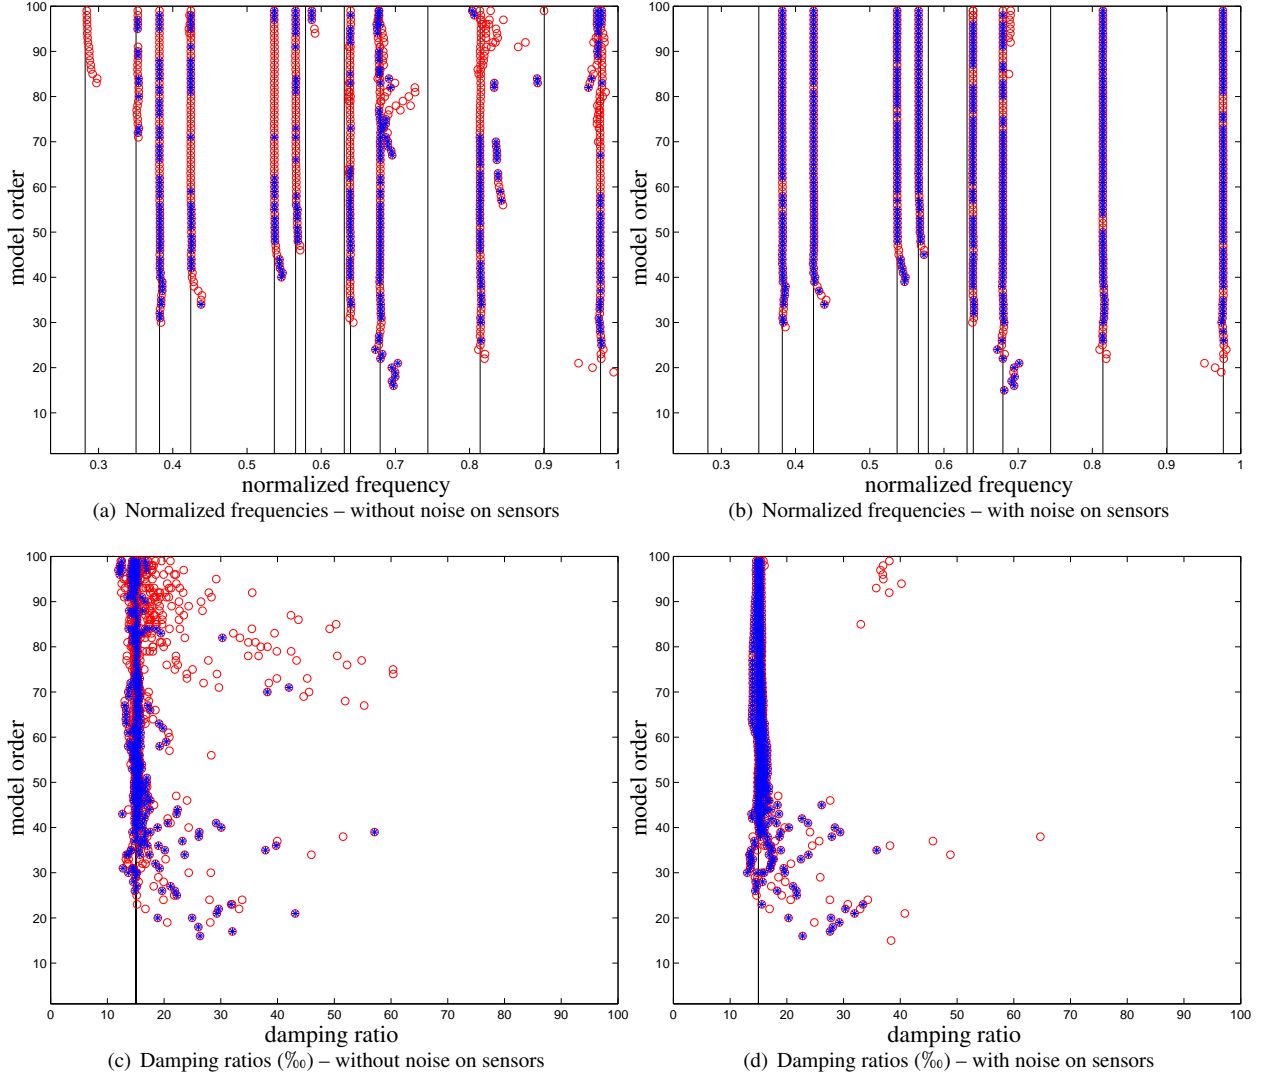 100
90
80
70
60
50
40
30
20
10
model order
0.3 0.4 0.5 0.6 0.7 0.8 0.9 1
normalized frequency
(a) Normalized frequencies – without noise on sensors
100
90
80
70
60
50
40
30
20
10
model order
0.3 0.4 0.5 0.6 0.7 0.8 0.9 1
normalized frequency
(b) Normalized frequencies – with noise on sensors
100
90
80
70
60
50
40
30
20
10
model order
0 10 20 30 40 50 60 70 80 90 100
damping ratio
(c) Damping ratios (‰) – without noise on sensors
100
90
80
70
60
50
40
30
20
10
model order
0 10 20 30 40 50 60 70 80 90 100
damping ratio
(d) Damping ratios (‰) – with noise on sensors